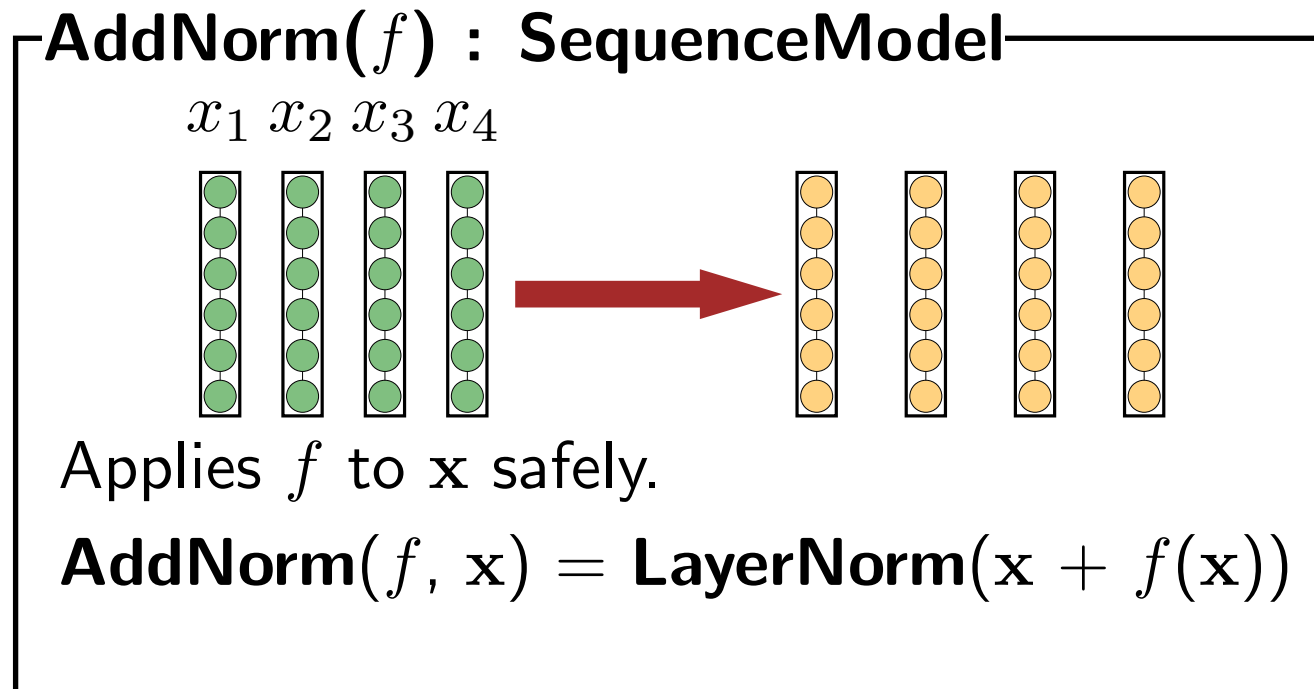 AddNorm(f) : SequenceModel
x₁ x₂ x₃ x₄
Applies f to x safely.
AddNorm(f, x) = LayerNorm(x + f(x))